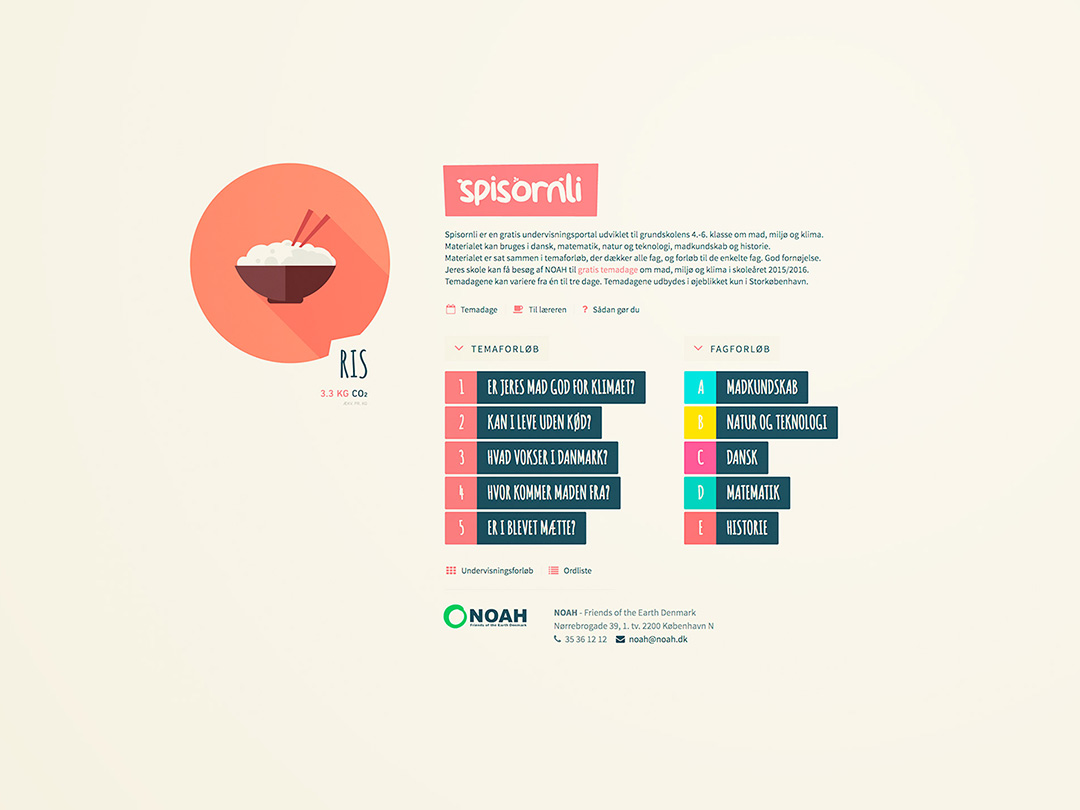 RIS
3.3 KG CO₂
spisornli
Spisornli er en gratis undervisningsportal udviklet til grundskolens 4.-6. klasse om mad, miljø og klima.
Materialet kan bruges i dansk, matematik, natur og teknologi, madkundskab og historie.
Materialet er sat sammen i temaforløb, der dækker alle fag, og forløb til de enkelte fag. God fornøjelse.
Jeres skole kan få besøg af NOAH til gratis temadage om mad, miljø og klima i skoleåret 2015/2016.
Temadagene kan variere fra én til tre dage. Temadagene udbydes i øjeblikket kun i Storkøbenhavn.
Temadage Til læreren ? Sådan gør du
TEMAFORLØB
1 ER JERES MAD GOD FOR KLIMAET?
2 KAN I LEVE UDEN KØD?
3 HVAD VOKSER I DANMARK?
4 HVOR KOMMER MADEN FRA?
5 ER I BLEVET MÆTTE?
FAGFORLØB
A MADKUNDSKAB
B NATUR OG TEKNOLOGI
C DANSK
D MATEMATIK
E HISTORIE
Undervisningsforløb Ordliste
NOAH
Friends of the Earth Denmark
NOAH - Friends of the Earth Denmark
Nørrebrogade 39, 1. tv. 2200 København N
35 36 12 12 noah@noah.dk